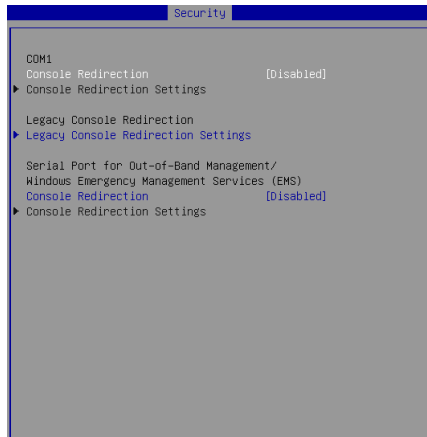 Security
COM1
Console Redirection [Disabled]
Console Redirection Settings
Legacy Console Redirection
Legacy Console Redirection Settings
Serial Port for Out-of-Band Management/
Windows Emergency Management Services (EMS)
Console Redirection [Disabled]
Console Redirection Settings